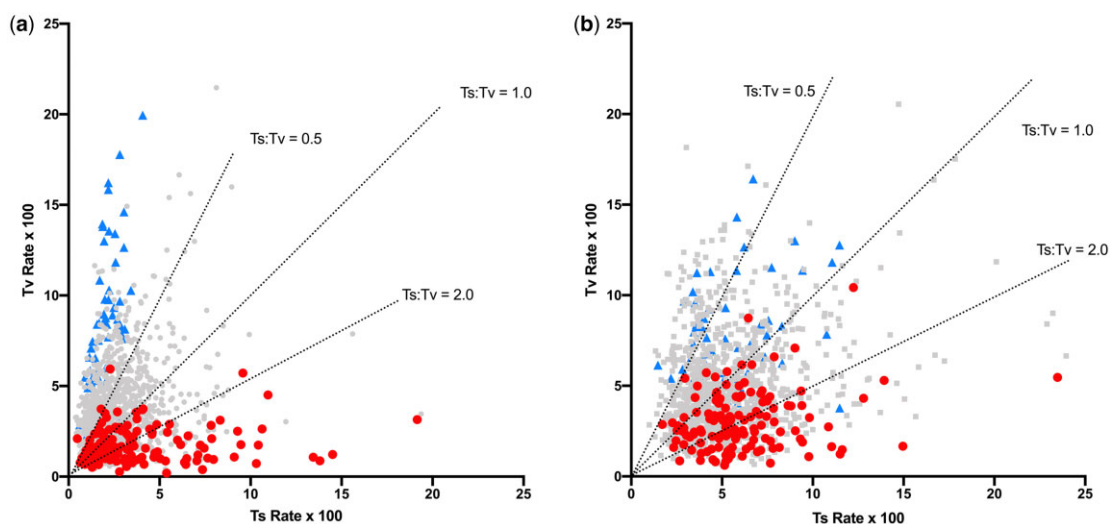 (a)
25
20
15
10
5
0
Tv Rate x 100
Ts:Tv = 0.5
Ts:Tv = 1.0
Ts:Tv = 2.0
0 5 10 15 20 25
Ts Rate x 100
(b)
25
20
15
10
5
0
Tv Rate x 100
Ts:Tv = 0.5
Ts:Tv = 1.0
Ts:Tv = 2.0
0 5 10 15 20 25
Ts Rate x 100